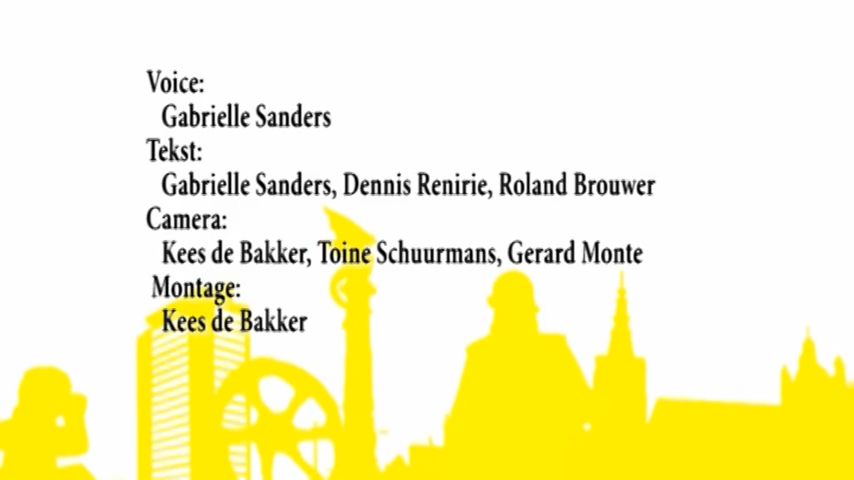 Voice:
Gabrielle Sanders
Tekst:
Gabrielle Sanders, Dennis Renirie, Roland Brouwer
Camera:
Kees de Bakker, Toine Schuurmans, Gerard Monte
Montage:
Kees de Bakker